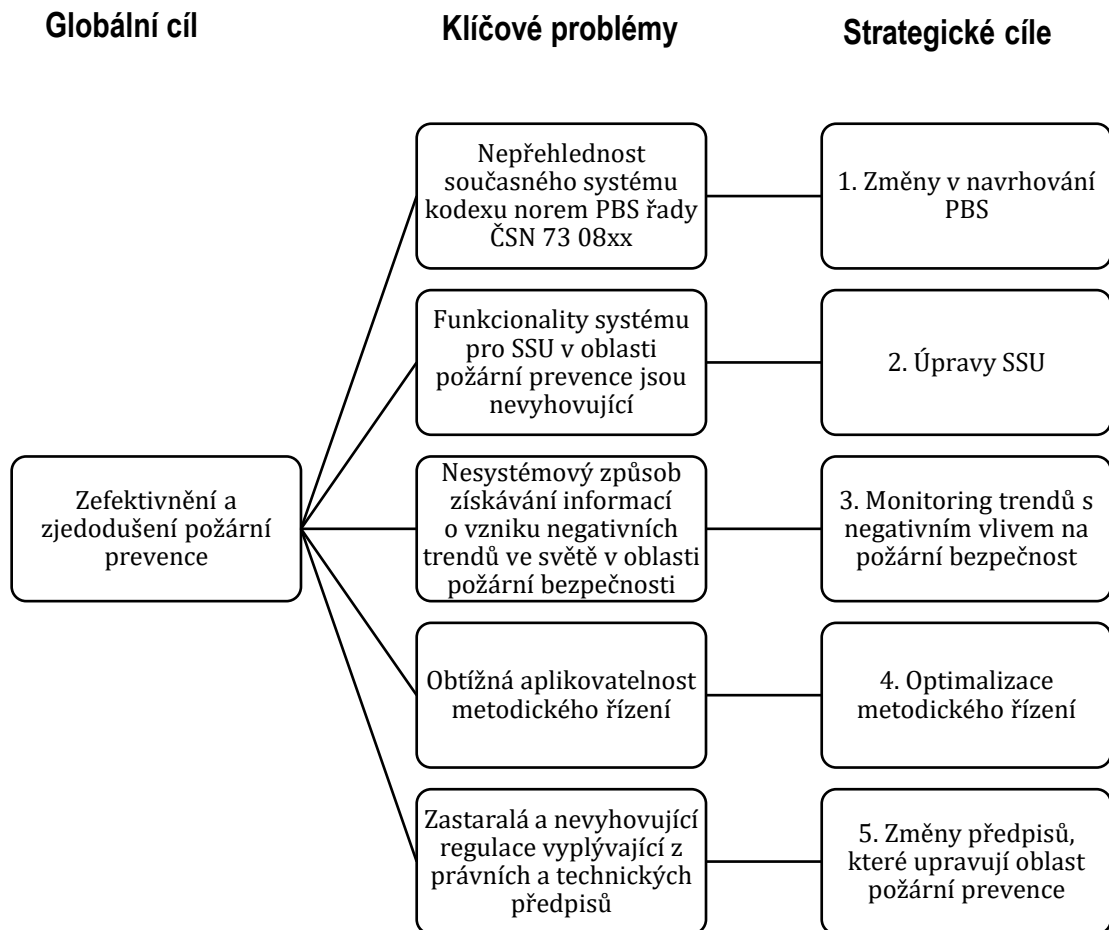 Globální cíl
Klíčové problémy
Strategické cíle
Nepřehlednost
současného systému
kodexu norem PBS řady
ČSN 73 08xx
1. Změny v navrhování
PBS
Funkcionality systému
pro SSU v oblasti
požární prevence jsou
nevyhovující
2. Úpravy SSU
Zefektivnění a
zjedodušení požární
prevence
Nesystémový způsob
získávání informací
o vzniku negativních
trendů ve světě v oblasti
požární bezpečnosti
3. Monitoring trendů s
negativním vlivem na
požární bezpečnost
Obtížná aplikovatelnost
metodického řízení
4. Optimalizace
metodického řízení
Zastaralá a nevyhovující
regulace vyplývající z
právních a technických
předpisů
5. Změny předpisů,
které upravují oblast
požární prevence